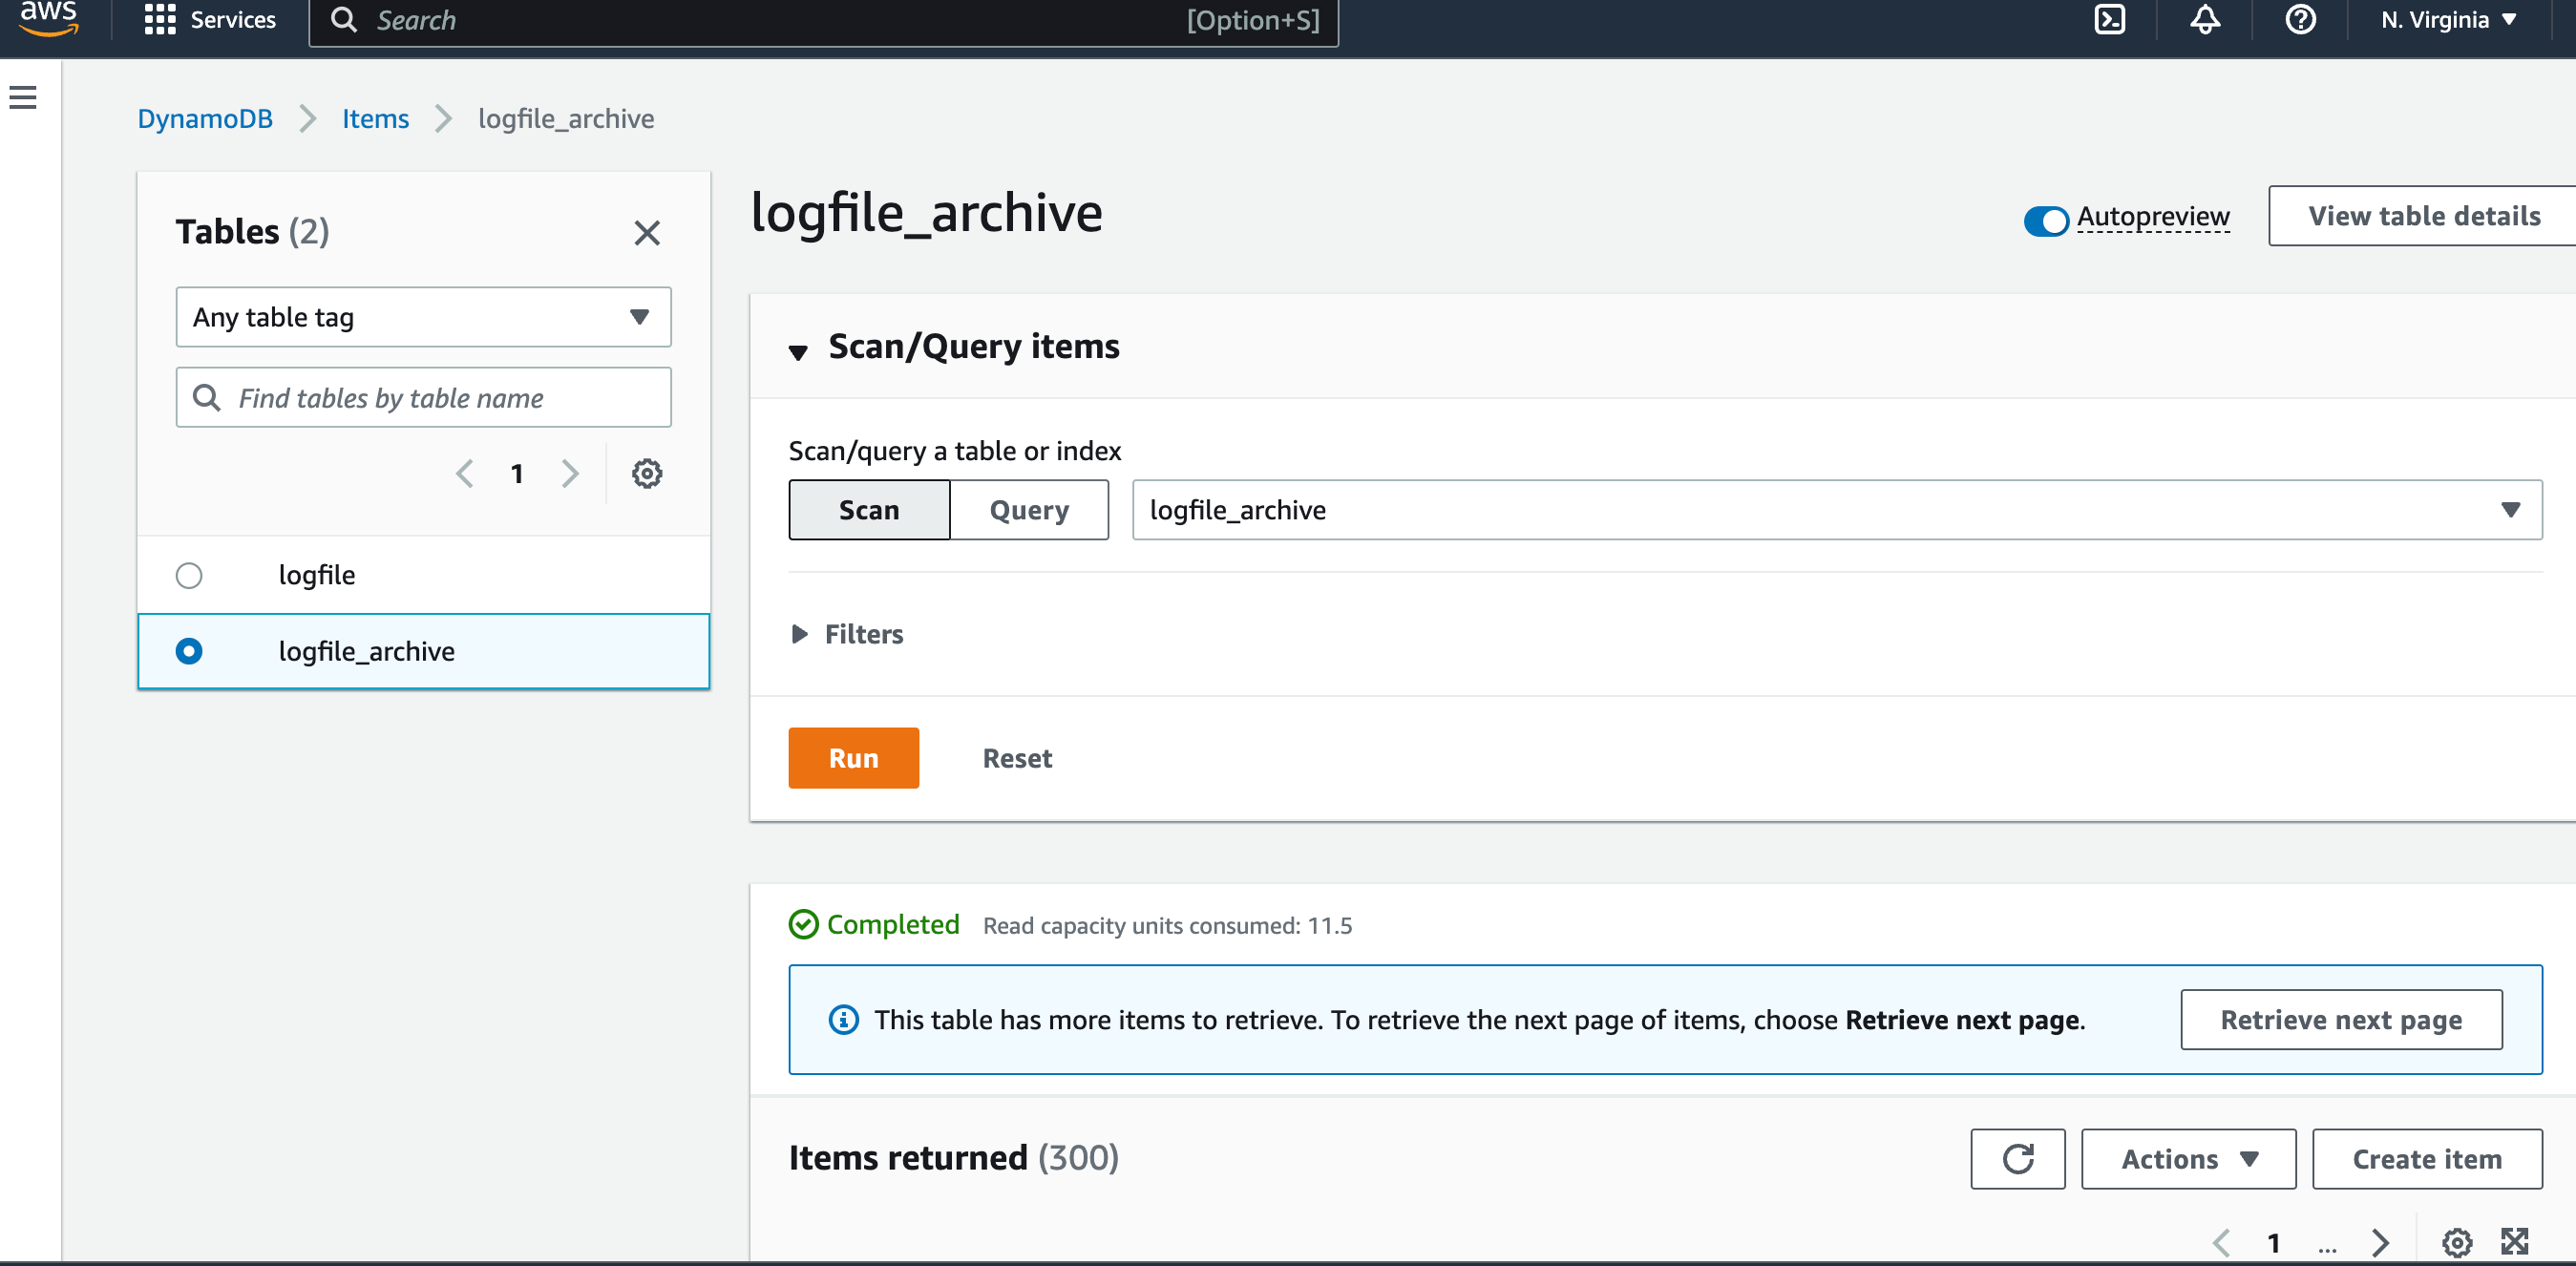 aws Services Search [Option+S] N. Virginia
DynamoDB Items logfile_archive
Tables (2)
Any table tag
Find tables by table name
1
logfile
logfile_archive
logfile_archive
Autopreview
View table details
Scan/Query items
Scan/query a table or index
Scan Query logfile_archive
Filters
Run Reset
Completed Read capacity units consumed: 11.5
This table has more items to retrieve. To retrieve the next page of items, choose Retrieve next page.
Retrieve next page
Items returned (300)
Actions Create item
1 ...